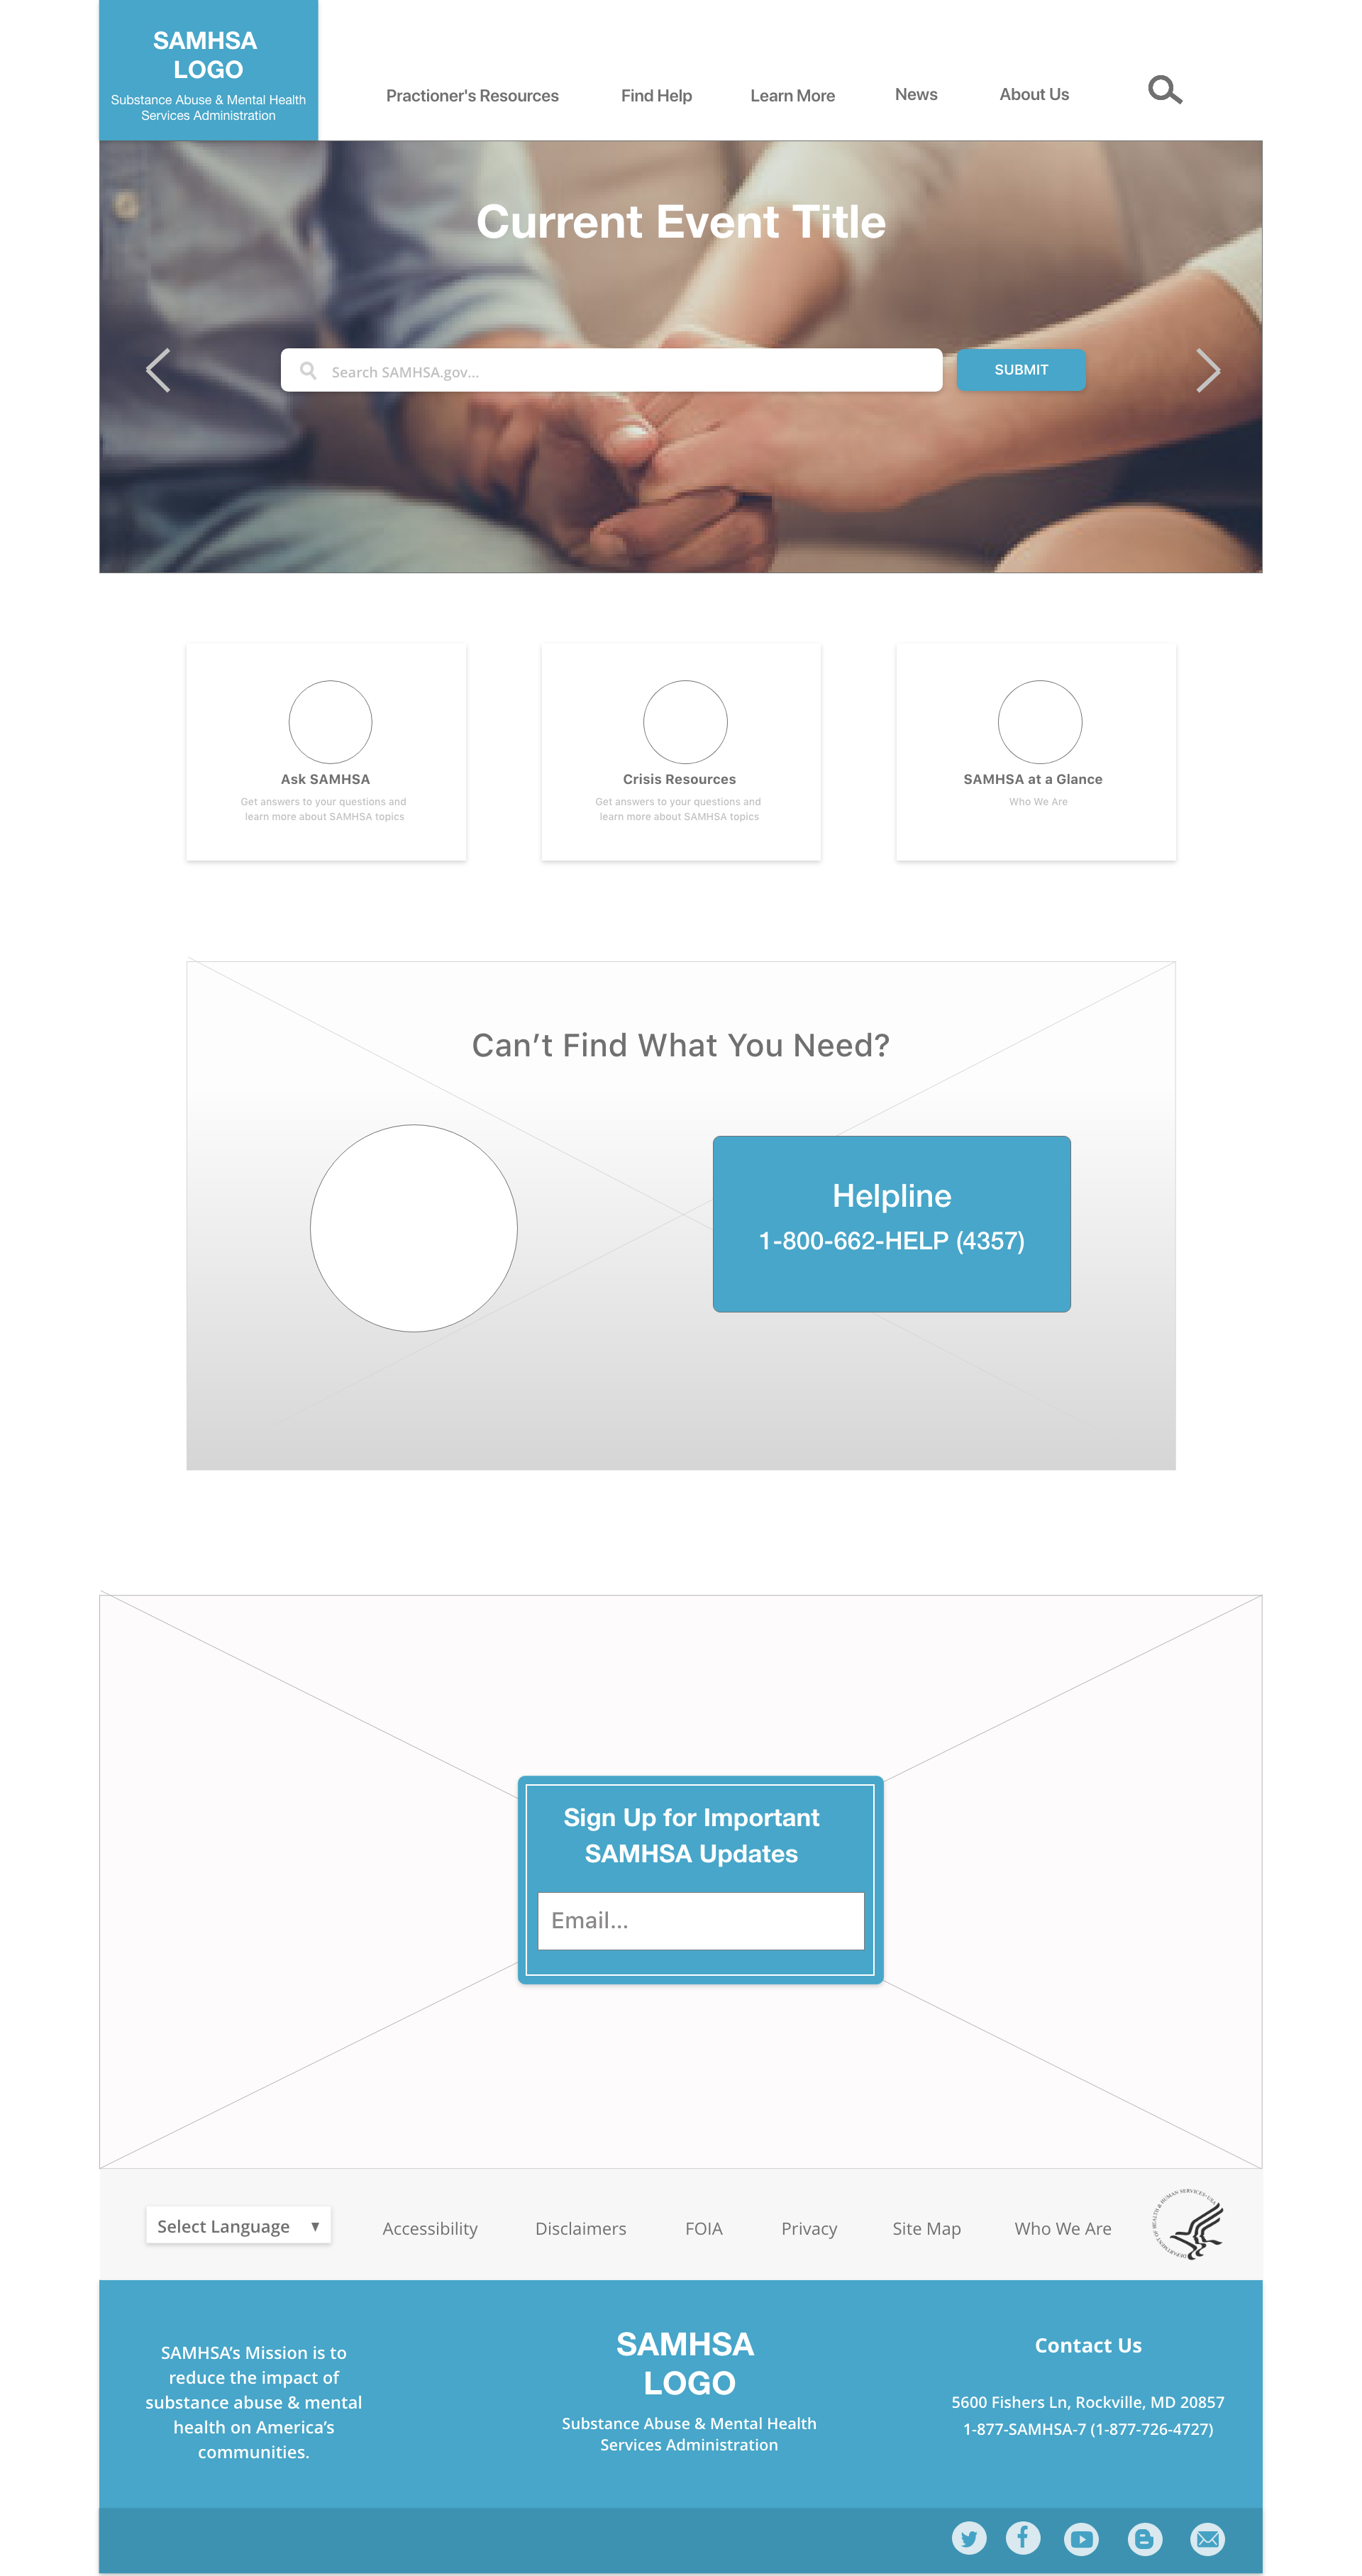 SAMHSA
LOGO
Substance Abuse & Mental Health
Services Administration
Practioner's Resources
Find Help
Learn More
News
About Us
Current Event Title
Search SAMHSA.gov...
SUBMIT
Ask SAMHSA
Get answers to your questions and
learn more about SAMHSA topics
Crisis Resources
Get answers to your questions and
learn more about SAMHSA topics
SAMHSA at a Glance
Who We Are
Can’t Find What You Need?
Helpline
1-800-662-HELP (4357)
Sign Up for Important
SAMHSA Updates
Email...
Select Language ▼
Accessibility
Disclaimers
FOIA
Privacy
Site Map
Who We Are
DEPARTMENT OF HEALTH & HUMAN SERVICES • USA
SAMHSA’s Mission is to
reduce the impact of
substance abuse & mental
health on America’s
communities.
SAMHSA
LOGO
Substance Abuse & Mental Health
Services Administration
Contact Us
5600 Fishers Ln, Rockville, MD 20857
1-877-SAMHSA-7 (1-877-726-4727)